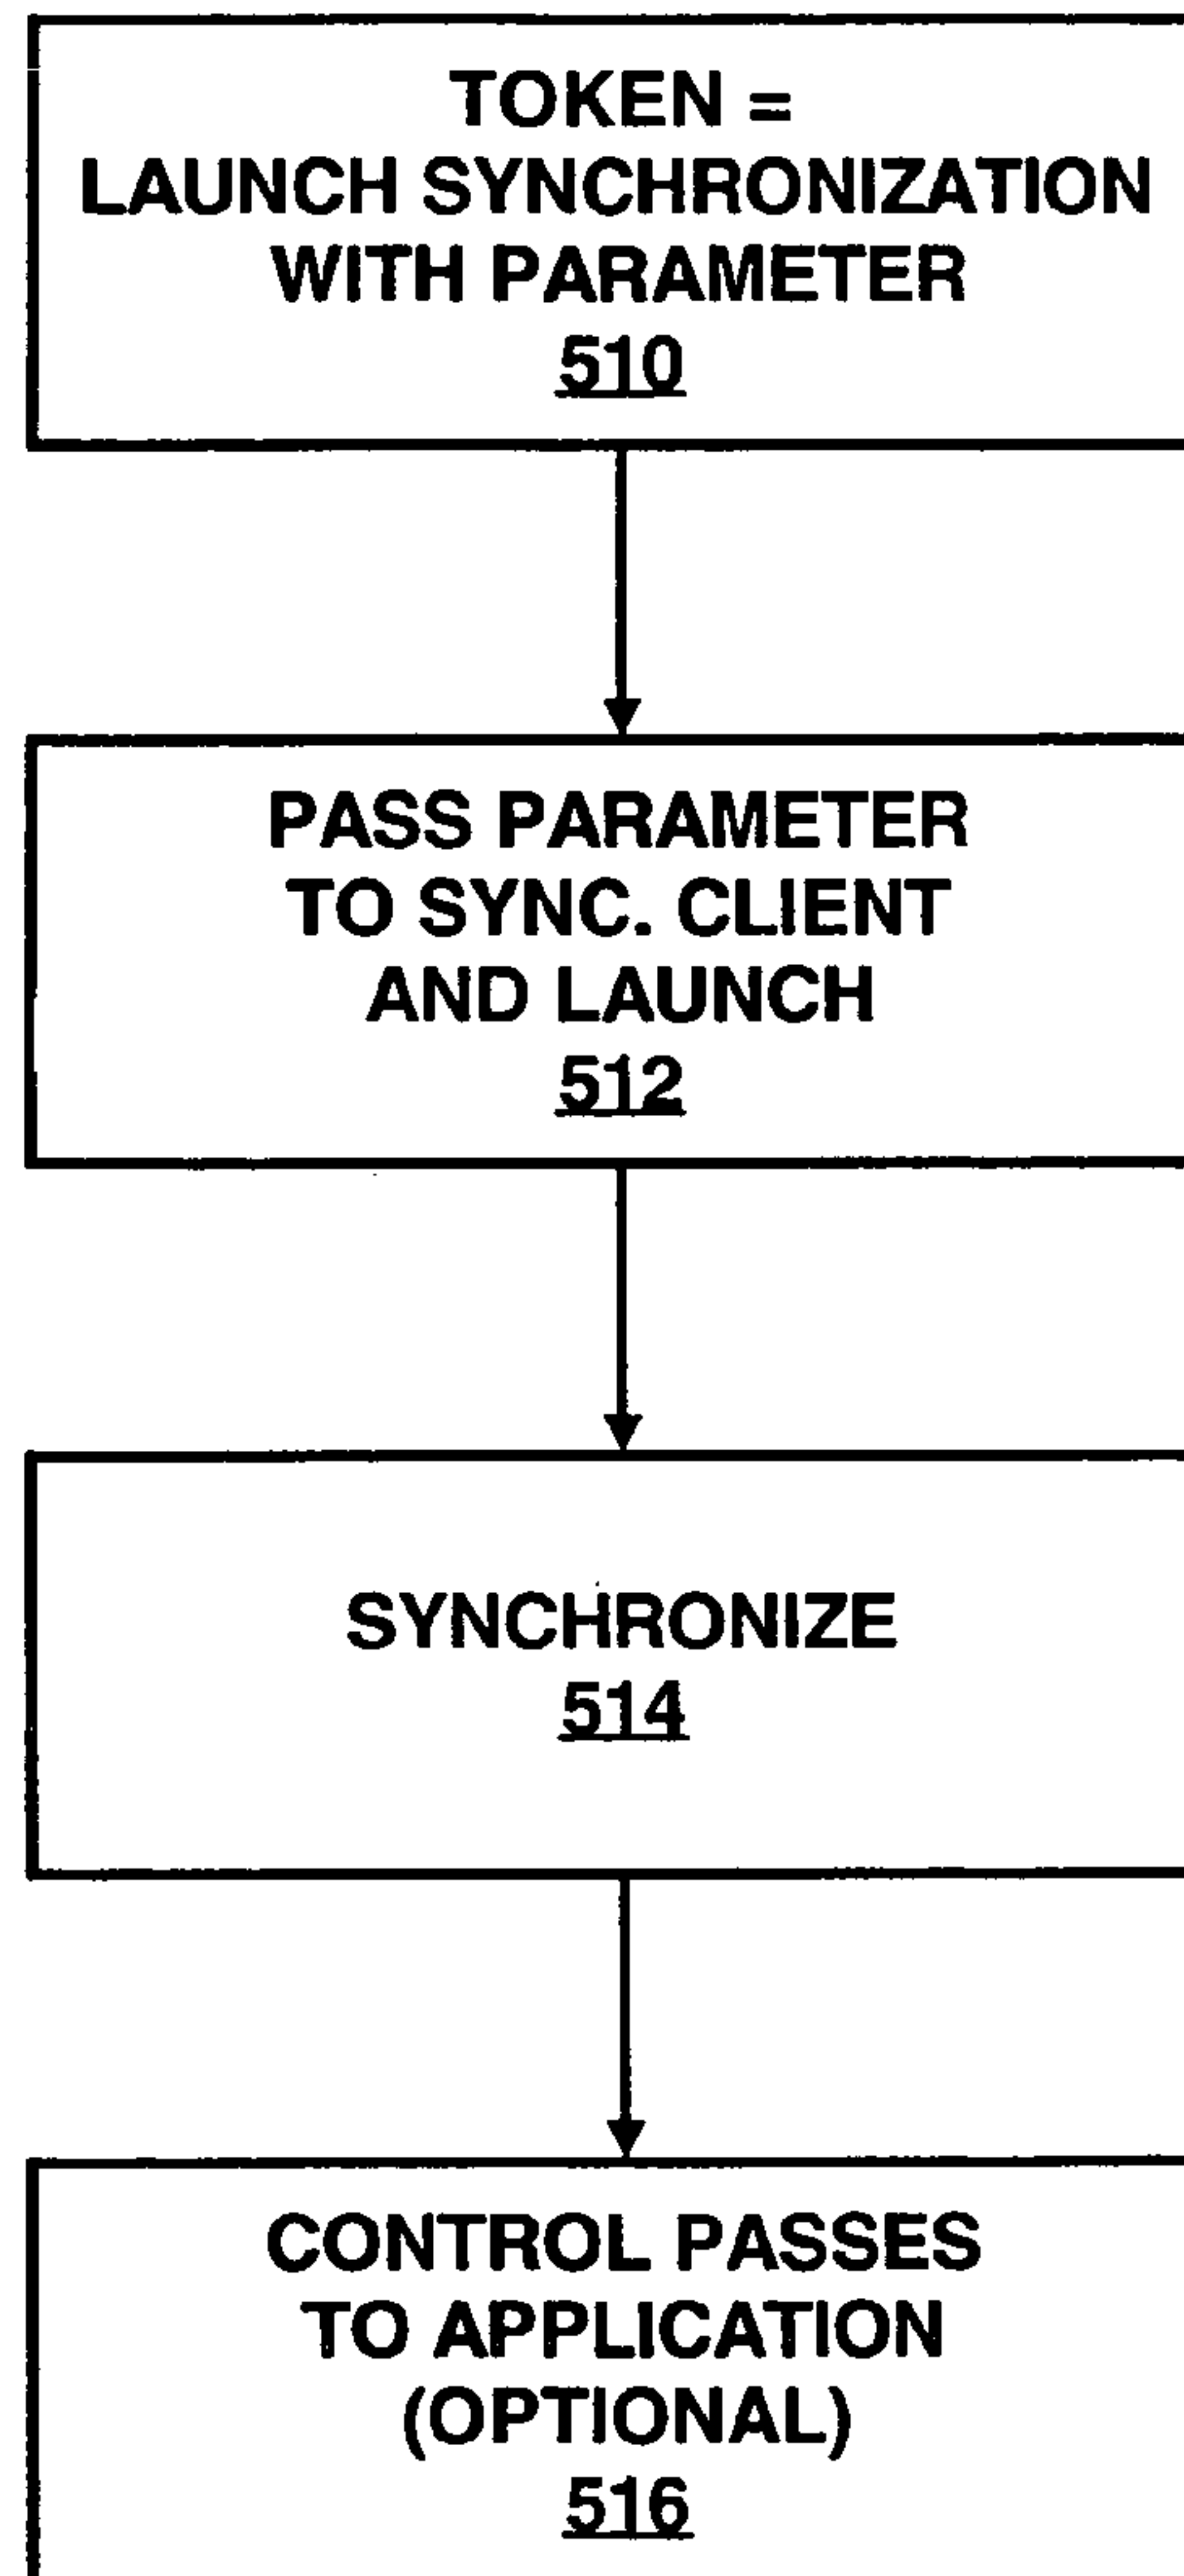 TOKEN =
LAUNCH SYNCHRONIZATION
WITH PARAMETER
510
PASS PARAMETER
TO SYNC. CLIENT
AND LAUNCH
512
SYNCHRONIZE
514
CONTROL PASSES
TO APPLICATION
(OPTIONAL)
516